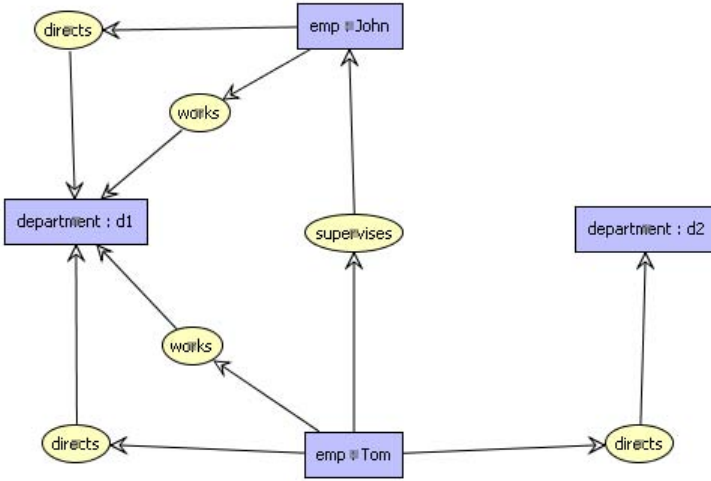 directs
emp : John
works
department : d1
supervises
department : d2
works
directs
emp : Tom
directs